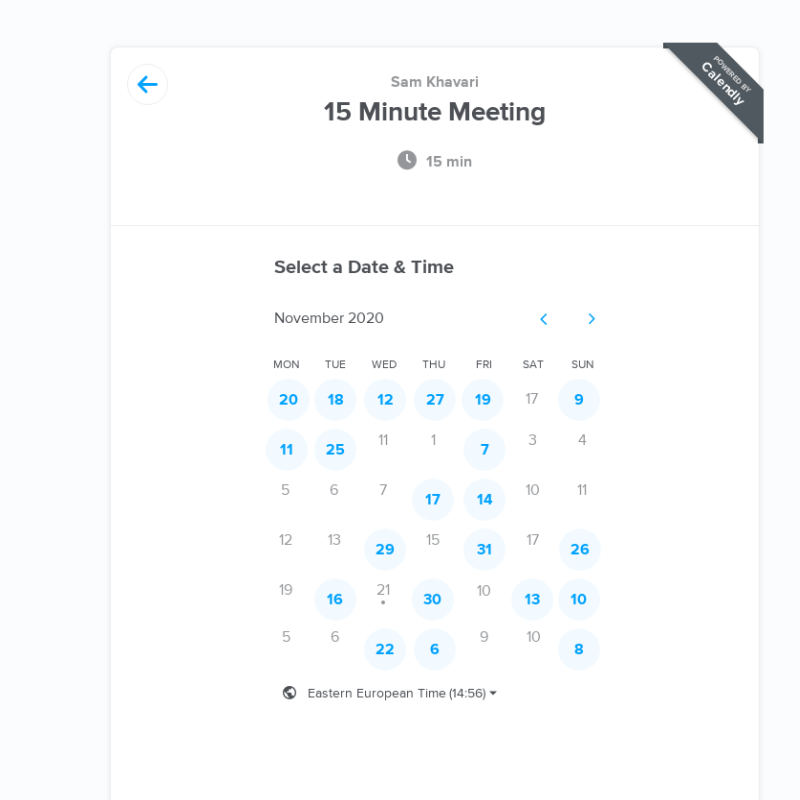 POWERED BY
Calendly
Sam Khavari
15 Minute Meeting
15 min
Select a Date & Time
November 2020
MON TUE WED THU FRI SAT SUN
20 18 12 27 19 17 9
11 25 11 1 7 3 4
5 6 7 17 14 10 11
12 13 29 15 31 17 26
19 16 21 30 10 13 10
5 6 22 6 9 10 8
Eastern European Time (14:56)